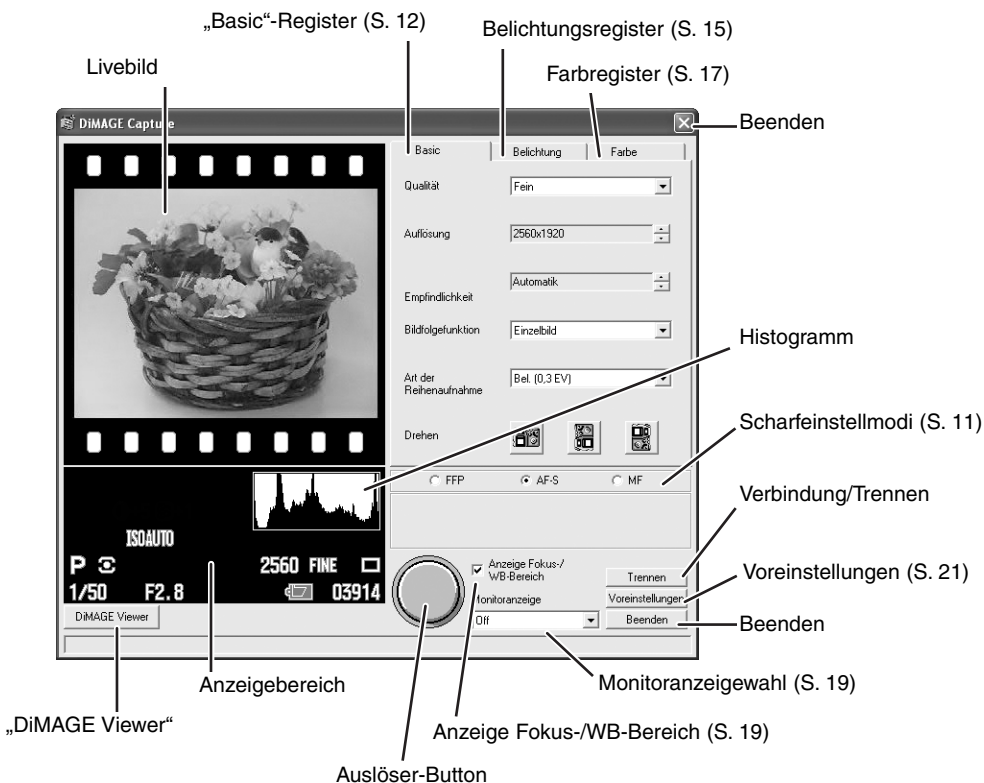 „Basic“-Register (S. 12)
Belichtungsregister (S. 15)
Livebild
Farbregister (S. 17)
DiMAGE Capture
Beenden
Basic
Belichtung
Farbe
Qualität
Fein
Auflösung
2560x1920
Automatik
Empfindlichkeit
Bildfolgefunktion
Einzelbild
Histogramm
Art der
Reihenaufnahme
Bel. (0,3 EV)
Drehen
Scharfeinstellmodi (S. 11)
FFP
AF-S
MF
Verbindung/Trennen
ISOAUTO
P
2560 FINE
1/50 F2.8
03914
Anzeige Fokus-/
WB-Bereich
Trennen
Voreinstellungen (S. 21)
Monitoranzeige
Voreinstellungen
DiMAGE Viewer
Off
Beenden
Beenden
Anzeigebereich
Monitoranzeigewahl (S. 19)
„DiMAGE Viewer“
Anzeige Fokus-/WB-Bereich (S. 19)
Auslöser-Button